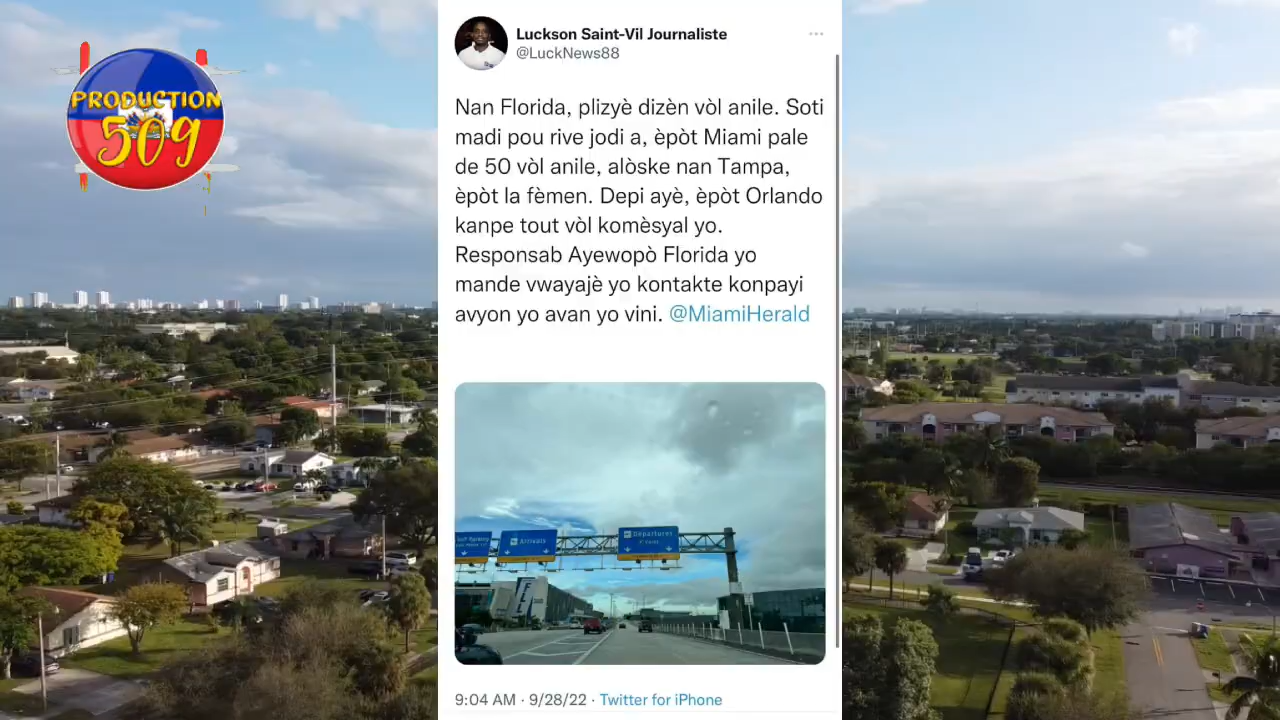 PRODUCTION
509
Luckson Saint-Vil Journaliste
@LuckNews88
Nan Florida, plizyè dizèn vòl anile. Soti
madi pou rive jodi a, èpòt Miami pale
de 50 vòl anile, alòske nan Tampa,
èpòt la fèmen. Depi ayè, èpòt Orlando
kanpe tout vòl komèsyal yo.
Responsab Ayewopò Florida yo
mande vwayajè yo kontakte konpayi
avyon yo avan yo vini. @MiamiHerald
Arrivals
Departures
9:04 AM · 9/28/22 · Twitter for iPhone